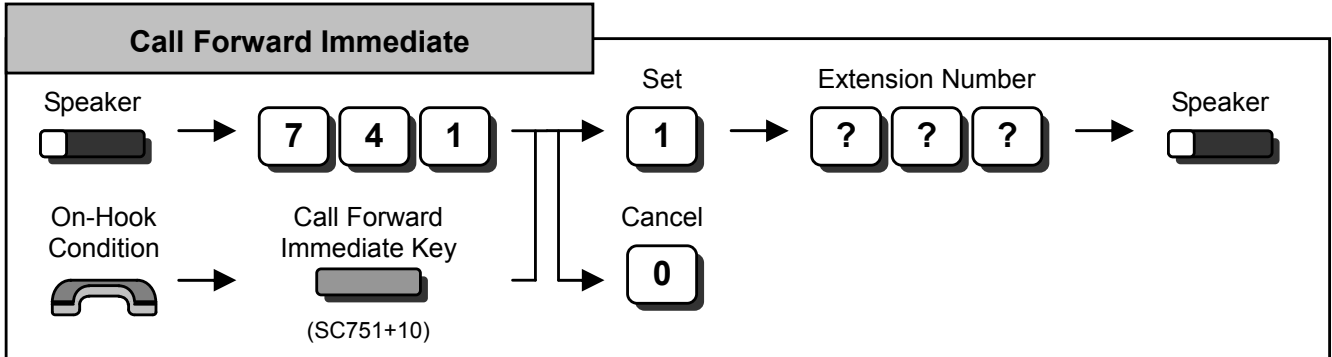 Call Forward Immediate
Speaker
7 4 1
Set
1
Extension Number
? ? ?
Speaker
On-Hook
Condition
Call Forward
Immediate Key
(SC751+10)
Cancel
0